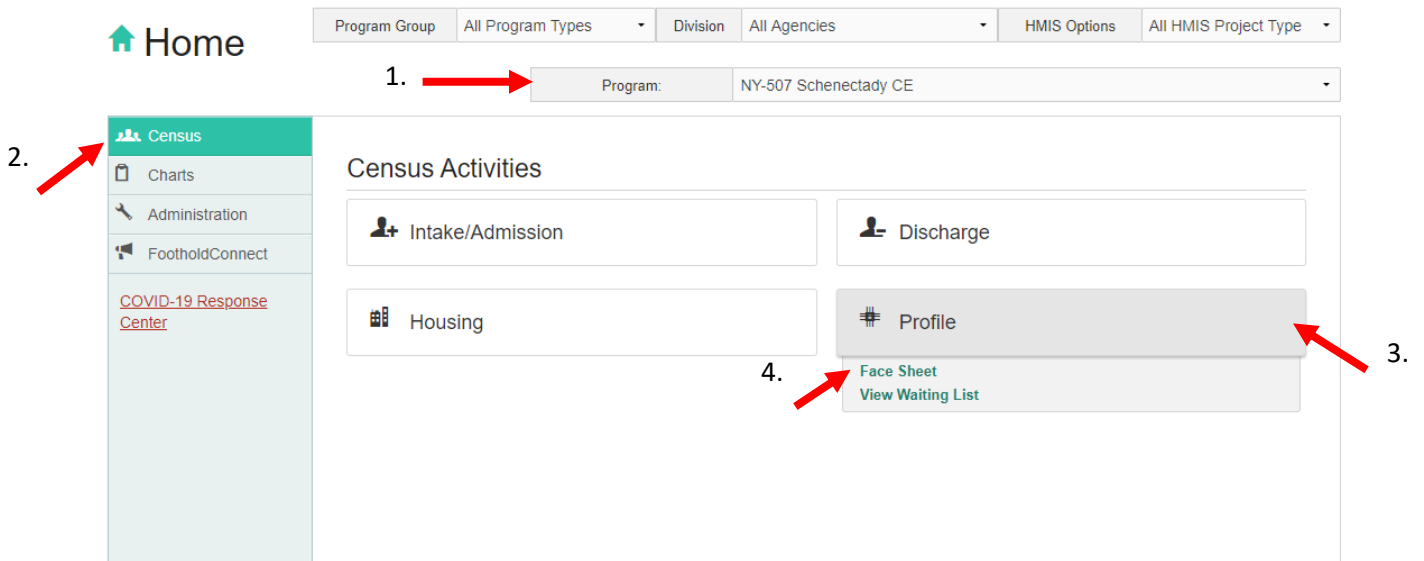 Home
Program Group All Program Types Division All Agencies HMIS Options All HMIS Project Type
1. Program: NY-507 Schenectady CE
2.
Census
Charts
Administration
FootholdConnect
COVID-19 Response
Center
Census Activities
Intake/Admission
Discharge
Housing
Profile
3.
4.
Face Sheet
View Waiting List